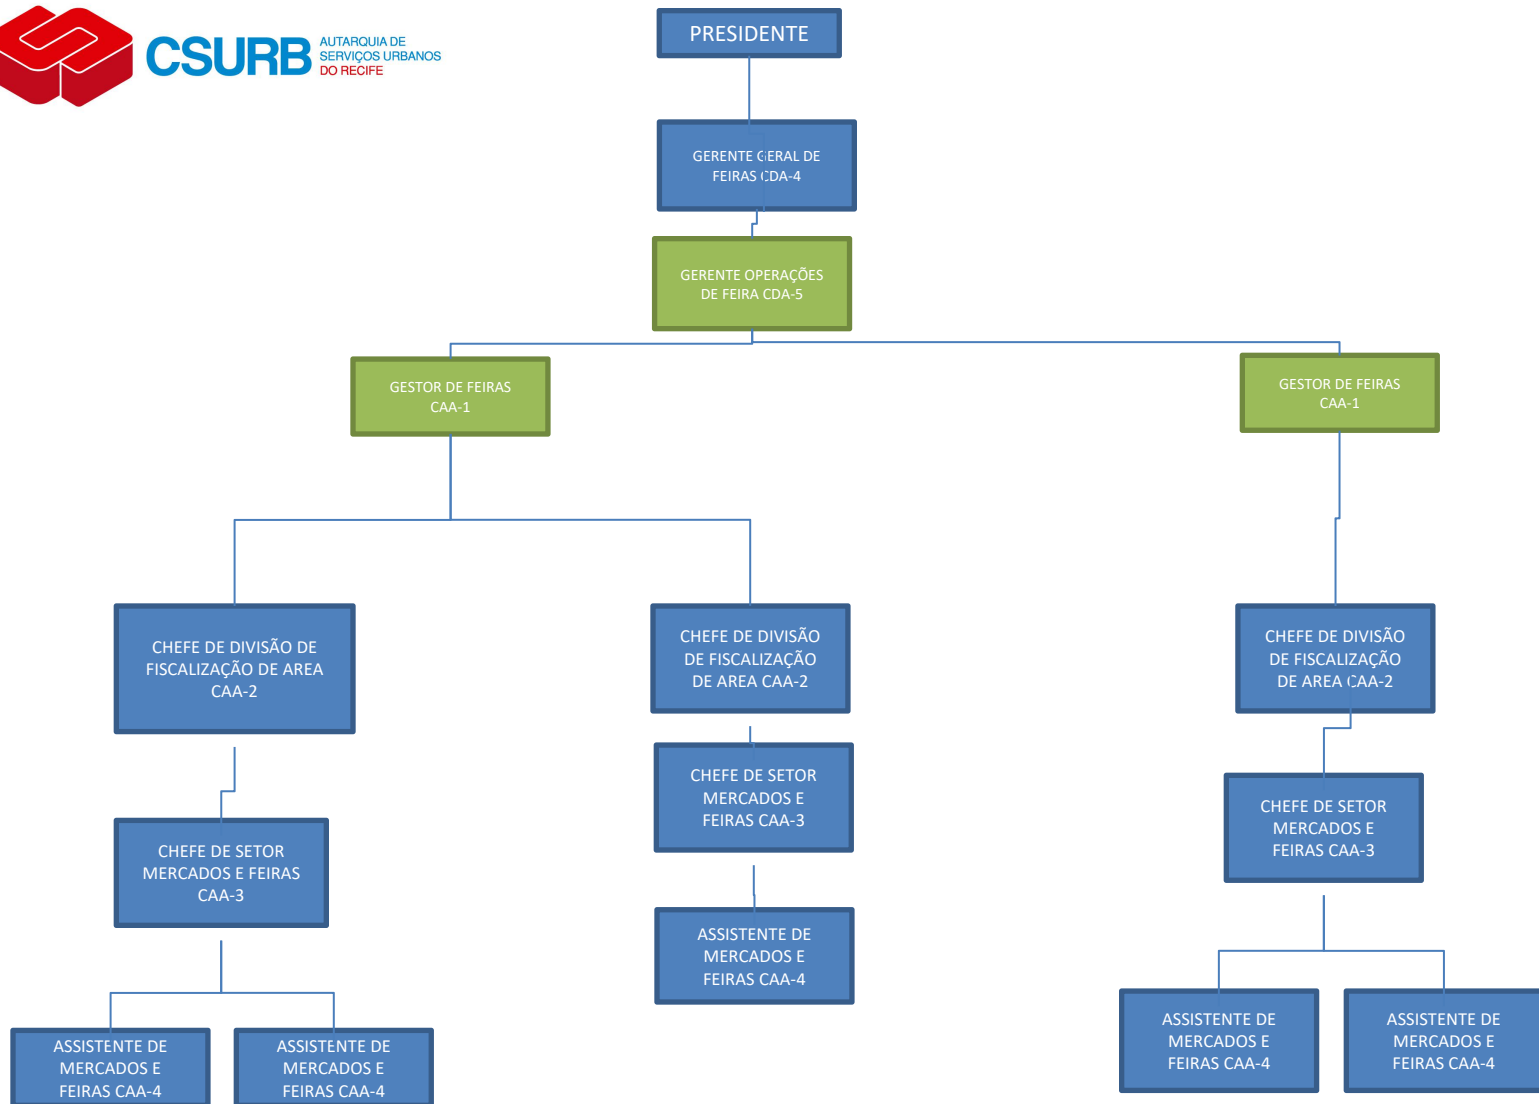 CSURB
AUTARQUIA DE
SERVIÇOS URBANOS
DO RECIFE
PRESIDENTE
GERENTE GERAL DE
FEIRAS CDA-4
GERENTE OPERAÇÕES
DE FEIRA CDA-5
GESTOR DE FEIRAS
CAA-1
GESTOR DE FEIRAS
CAA-1
CHEFE DE DIVISÃO DE
FISCALIZAÇÃO DE AREA
CAA-2
CHEFE DE DIVISÃO
DE FISCALIZAÇÃO
DE AREA CAA-2
CHEFE DE DIVISÃO
DE FISCALIZAÇÃO
DE AREA CAA-2
CHEFE DE SETOR
MERCADOS E FEIRAS
CAA-3
CHEFE DE SETOR
MERCADOS E
FEIRAS CAA-3
CHEFE DE SETOR
MERCADOS E
FEIRAS CAA-3
ASSISTENTE DE
MERCADOS E
FEIRAS CAA-4
ASSISTENTE DE
MERCADOS E
FEIRAS CAA-4
ASSISTENTE DE
MERCADOS E
FEIRAS CAA-4
ASSISTENTE DE
MERCADOS E
FEIRAS CAA-4
ASSISTENTE DE
MERCADOS E
FEIRAS CAA-4